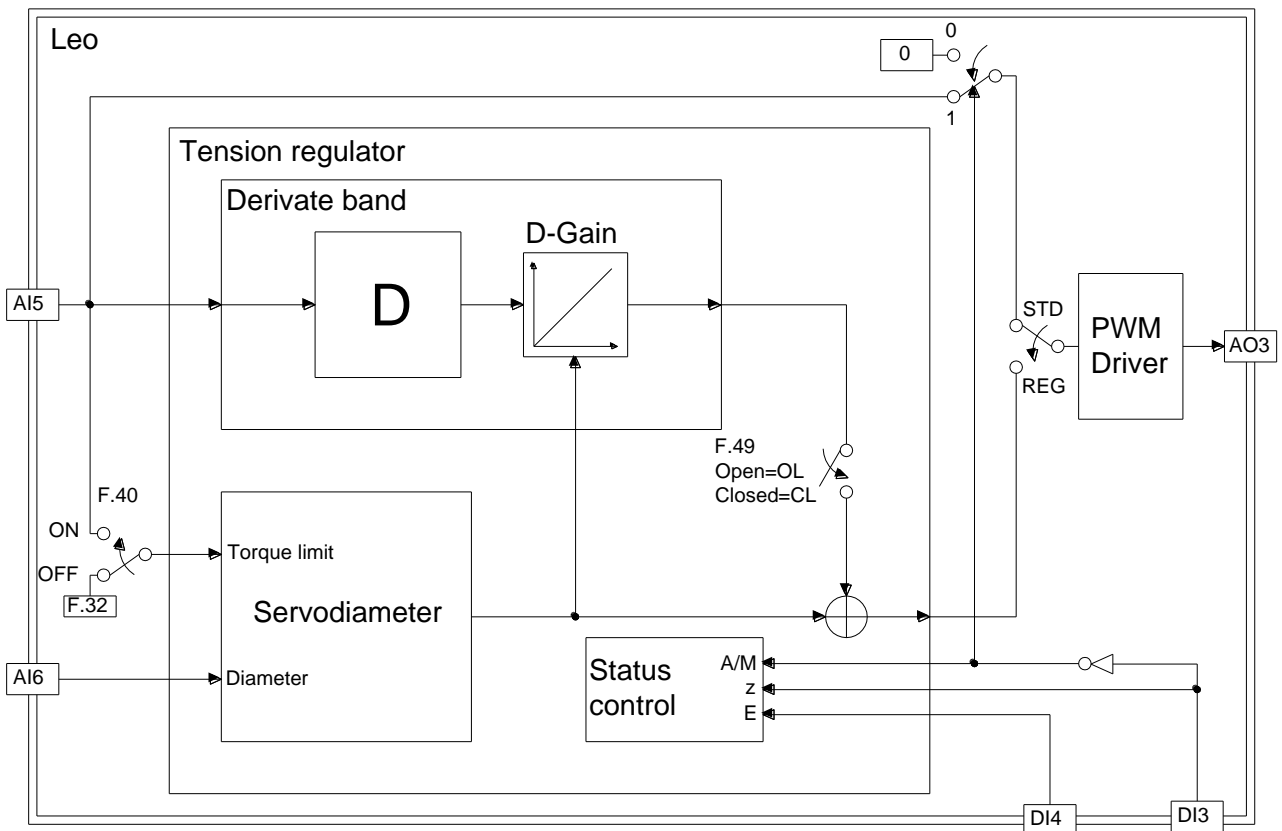 Leo
0
0
1
Tension regulator
Derivate band
D-Gain
D
AI5
STD
REG
PWM
Driver
AO3
F.49
Open=OL
Closed=CL
F.40
ON
OFF
F.32
Torque limit
Servodiameter
Diameter
AI6
Status
control
A/M
z
E
DI4
DI3